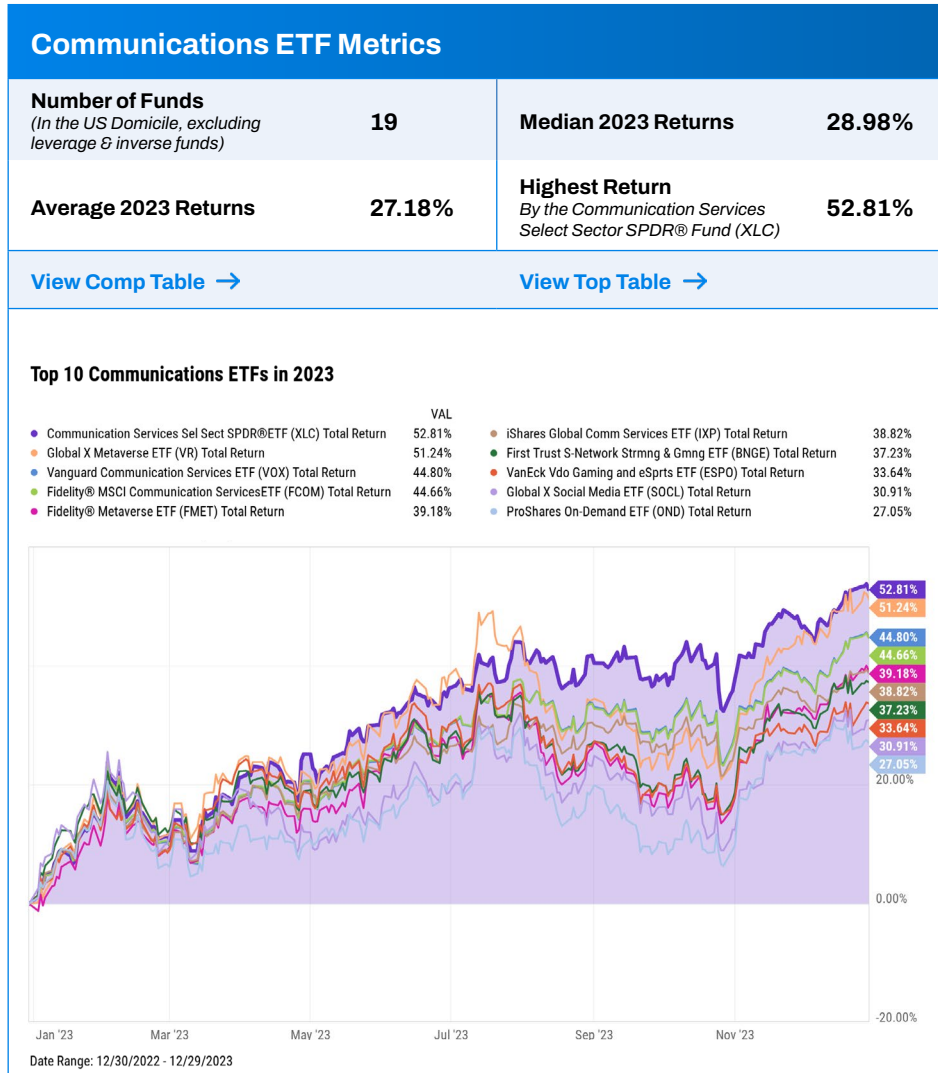 Communications ETF Metrics
Number of Funds
(In the US Domicile, excluding
leverage & inverse funds)
19
Median 2023 Returns
28.98%
Average 2023 Returns
27.18%
Highest Return
By the Communication Services
Select Sector SPDR® Fund (XLC)
52.81%
View Comp Table →
View Top Table →
Top 10 Communications ETFs in 2023
VAL
Communication Services Sel Sect SPDR®ETF (XLC) Total Return 52.81%
Global X Metaverse ETF (VR) Total Return 51.24%
Vanguard Communication Services ETF (VOX) Total Return 44.80%
Fidelity® MSCI Communication ServicesETF (FCOM) Total Return 44.66%
Fidelity® Metaverse ETF (FMET) Total Return 39.18%
iShares Global Comm Services ETF (IXP) Total Return 38.82%
First Trust S-Network Strmng & Gmng ETF (BNGE) Total Return 37.23%
VanEck Vdo Gaming and eSprts ETF (ESPO) Total Return 33.64%
Global X Social Media ETF (SOCL) Total Return 30.91%
ProShares On-Demand ETF (OND) Total Return 27.05%
52.81%
51.24%
44.80%
44.66%
39.18%
38.82%
37.23%
33.64%
30.91%
27.05%
20.00%
0.00%
-20.00%
Jan '23 Mar '23 May '23 Jul '23 Sep '23 Nov '23
Date Range: 12/30/2022 - 12/29/2023